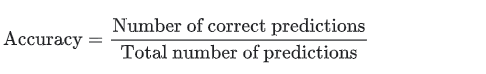 Accuracy = Number of correct predictions / Total number of predictions